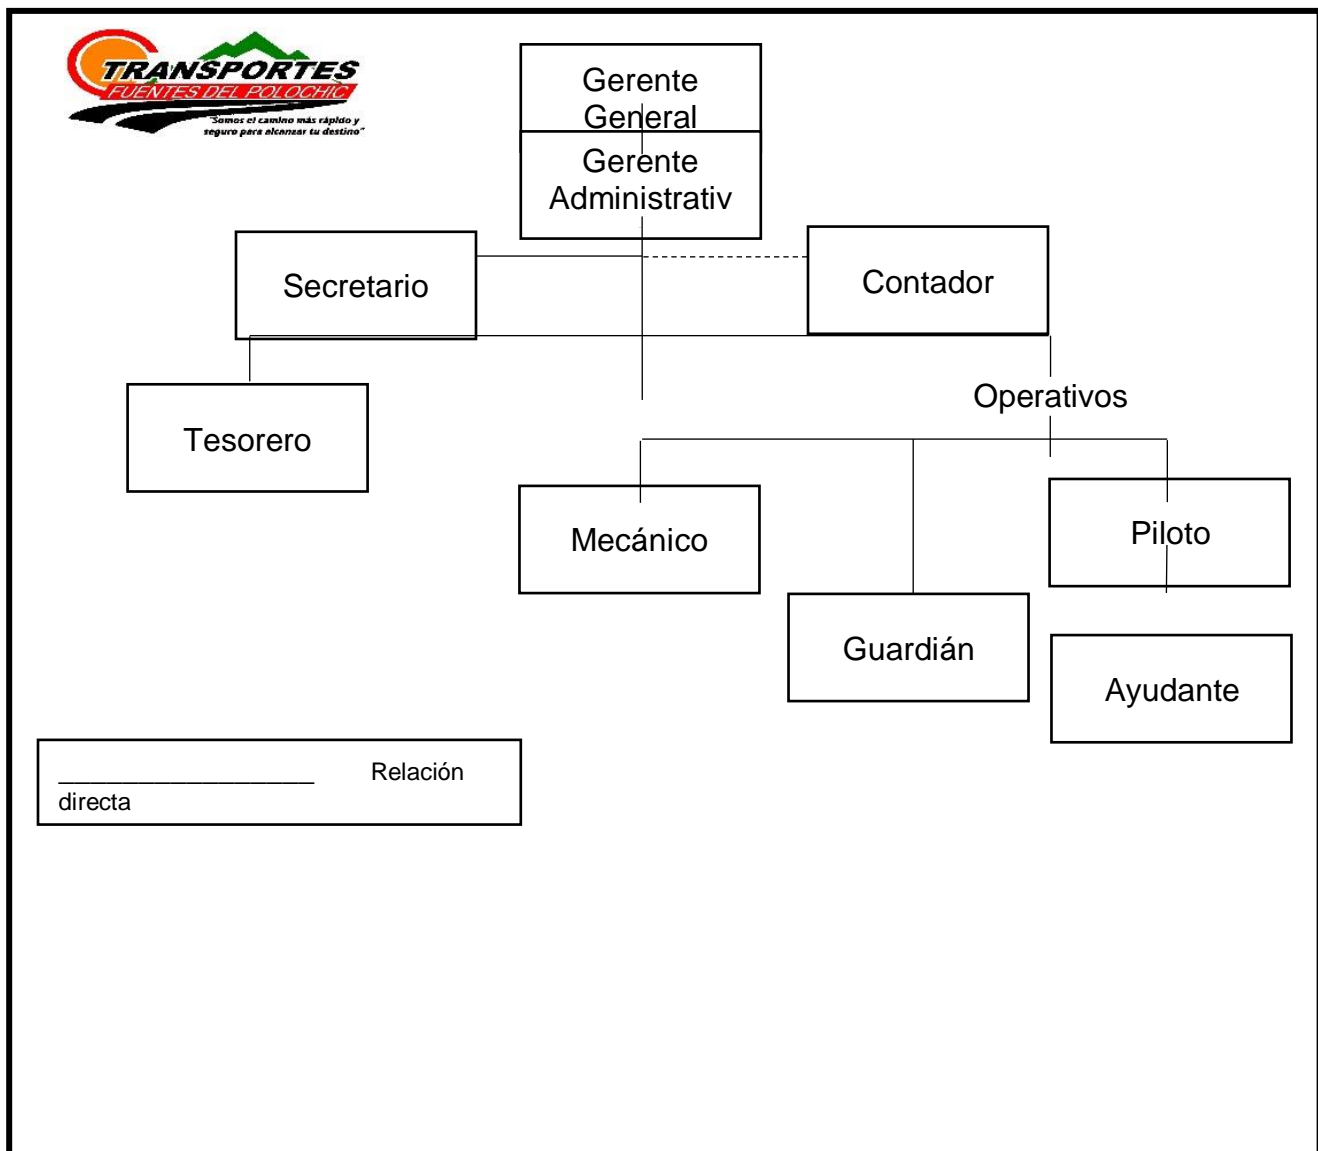 TRANSPORTES
FUENTES DEL POLOCHIC
"Somos el camino más rápido y
seguro para alcanzar tu destino"
Gerente
General
Gerente
Administrativ
Secretario
Contador
Tesorero
Operativos
Mecánico
Piloto
Guardián
Ayudante
____________________ Relación
directa